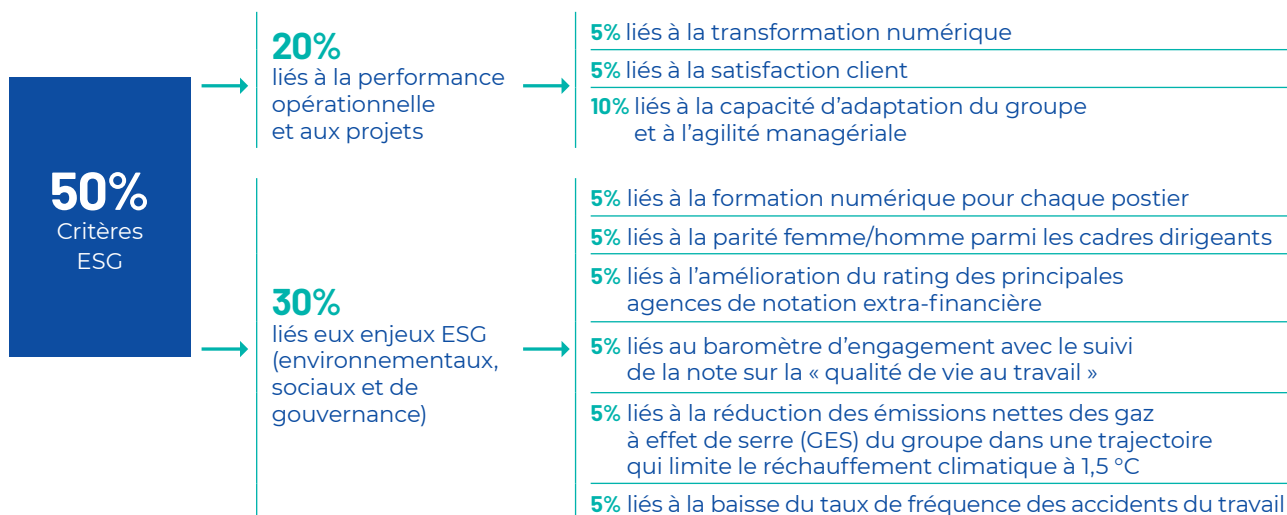 50%
Critères
ESG
20%
liés à la performance
opérationnelle
et aux projets
5% liés à la transformation numérique
5% liés à la satisfaction client
10% liés à la capacité d’adaptation du groupe
et à l’agilité managériale
30%
liés eux enjeux ESG
(environnementaux,
sociaux et de
gouvernance)
5% liés à la formation numérique pour chaque postier
5% liés à la parité femme/homme parmi les cadres dirigeants
5% liés à l’amélioration du rating des principales
agences de notation extra-financière
5% liés au baromètre d’engagement avec le suivi
de la note sur la « qualité de vie au travail »
5% liés à la réduction des émissions nettes des gaz
à effet de serre (GES) du groupe dans une trajectoire
qui limite le réchauffement climatique à 1,5 °C
5% liés à la baisse du taux de fréquence des accidents du travail